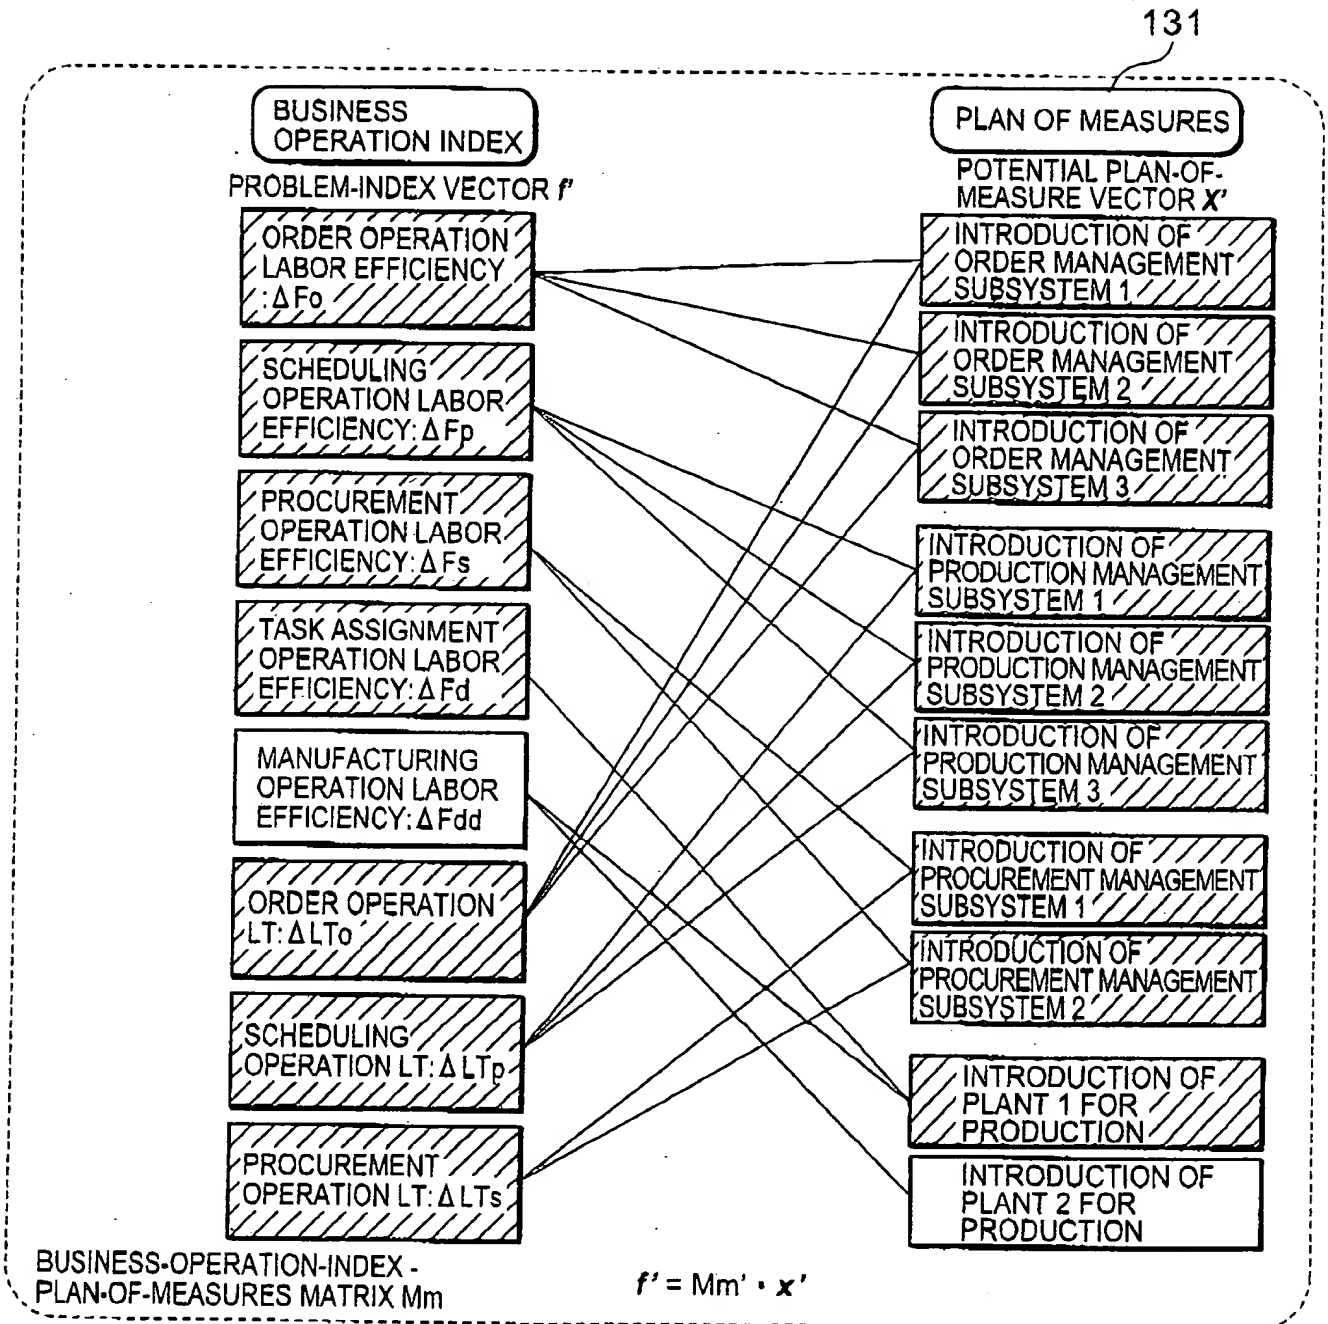 131
BUSINESS
OPERATION INDEX
PROBLEM-INDEX VECTOR f'
ORDER OPERATION
LABOR EFFICIENCY
:ΔFo
SCHEDULING
OPERATION LABOR
EFFICIENCY:ΔFp
PROCUREMENT
OPERATION LABOR
EFFICIENCY:ΔFs
TASK ASSIGNMENT
OPERATION LABOR
EFFICIENCY:ΔFd
MANUFACTURING
OPERATION LABOR
EFFICIENCY:ΔFdd
ORDER OPERATION
LT:ΔLTo
SCHEDULING
OPERATION LT:ΔLTp
PROCUREMENT
OPERATION LT:ΔLTs
PLAN OF MEASURES
POTENTIAL PLAN-OF-
MEASURE VECTOR X'
INTRODUCTION OF
ORDER MANAGEMENT
SUBSYSTEM 1
INTRODUCTION OF
ORDER MANAGEMENT
SUBSYSTEM 2
INTRODUCTION OF
ORDER MANAGEMENT
SUBSYSTEM 3
INTRODUCTION OF
PRODUCTION MANAGEMENT
SUBSYSTEM 1
INTRODUCTION OF
PRODUCTION MANAGEMENT
SUBSYSTEM 2
INTRODUCTION OF
PRODUCTION MANAGEMENT
SUBSYSTEM 3
INTRODUCTION OF
PROCUREMENT MANAGEMENT
SUBSYSTEM 1
INTRODUCTION OF
PROCUREMENT MANAGEMENT
SUBSYSTEM 2
INTRODUCTION OF
PLANT 1 FOR
PRODUCTION
INTRODUCTION OF
PLANT 2 FOR
PRODUCTION
BUSINESS-OPERATION-INDEX -
PLAN-OF-MEASURES MATRIX Mm
f' = Mm' · x'